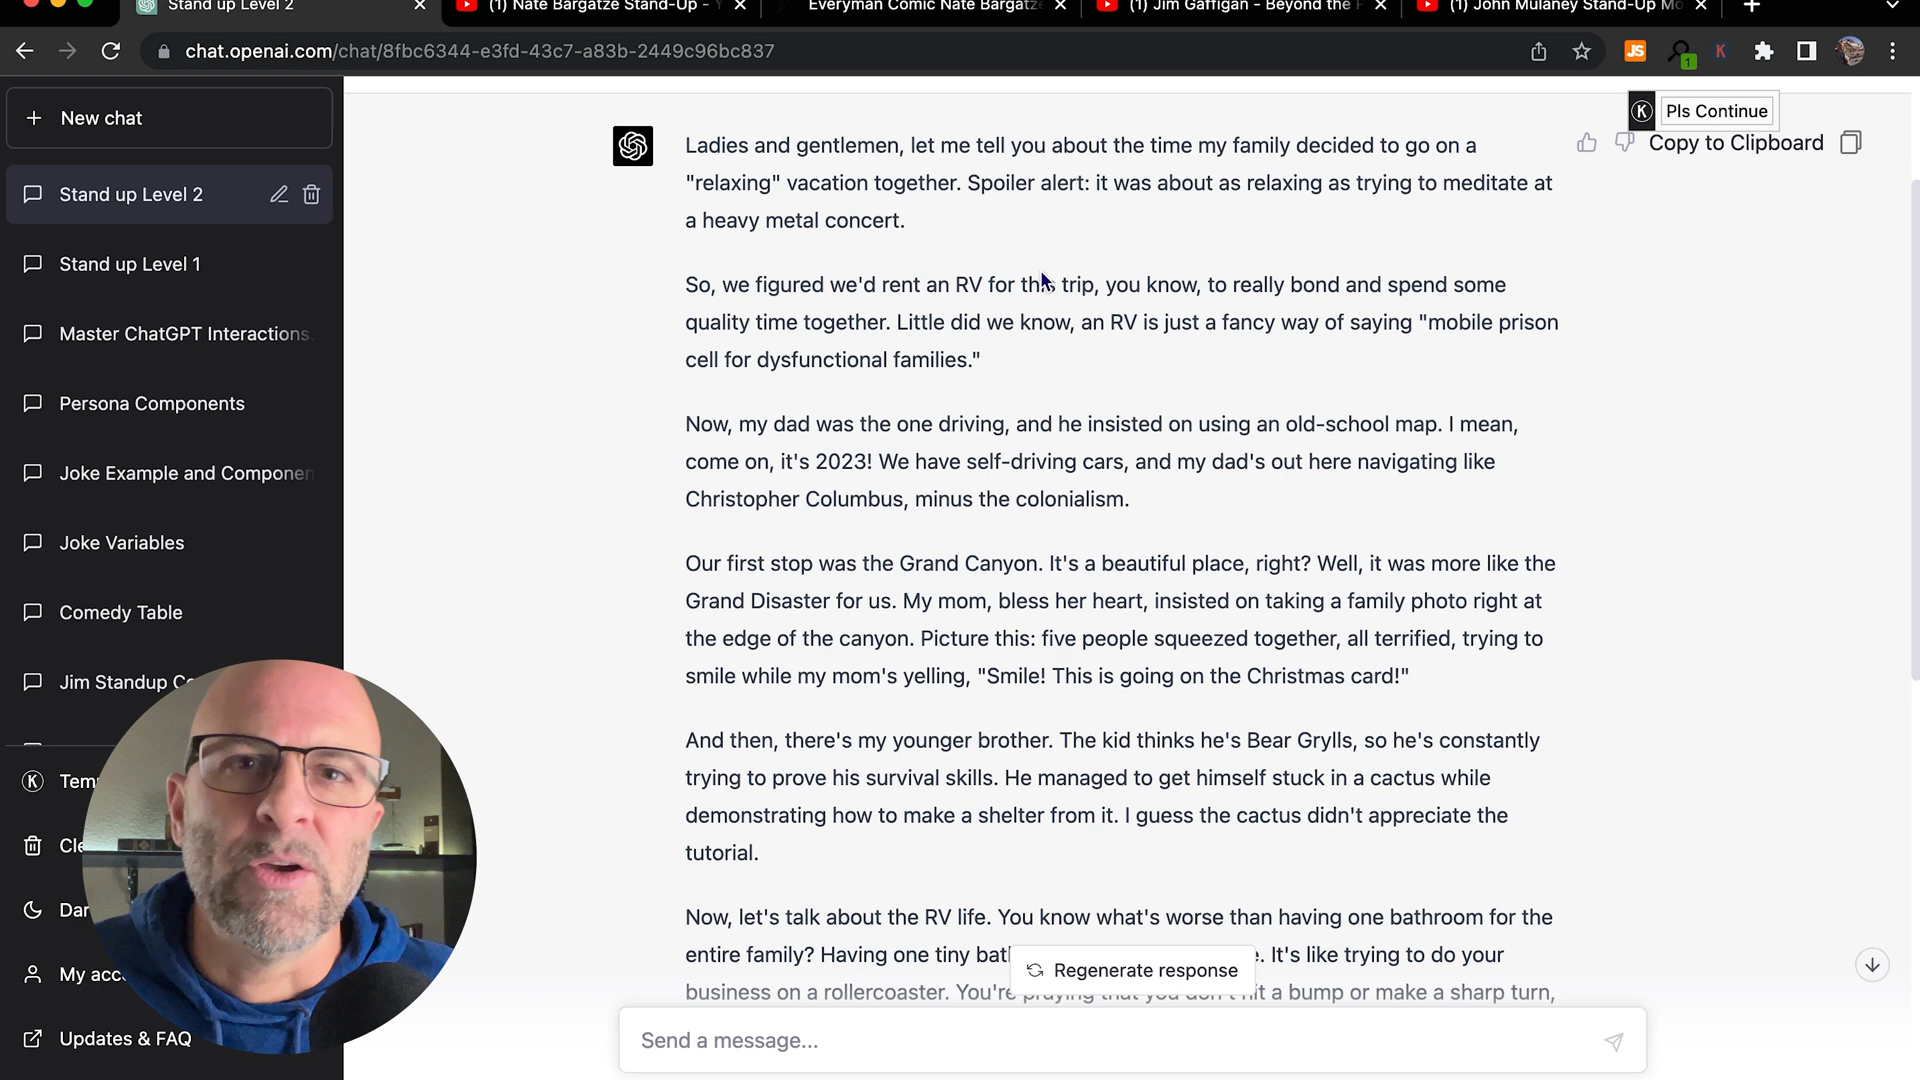 Stand up Level 2
(1) Nate Bargatze Stand-Up - Y
Everyman Comic Nate Bargatze
(1) Jim Gaffigan - Beyond the P
(1) John Mulaney Stand-Up Mo
chat.openai.com/chat/8fbc6344-e3fd-43c7-a83b-2449c96bc837
JS
1
K
+ New chat
Stand up Level 2
Stand up Level 1
Master ChatGPT Interactions.
Persona Components
Joke Example and Componen
Joke Variables
Comedy Table
Jim Standup Co
K Tem
Cle
Dar
My acc
Updates & FAQ
K Pls Continue
Copy to Clipboard
Ladies and gentlemen, let me tell you about the time my family decided to go on a
"relaxing" vacation together. Spoiler alert: it was about as relaxing as trying to meditate at
a heavy metal concert.
So, we figured we'd rent an RV for this trip, you know, to really bond and spend some
quality time together. Little did we know, an RV is just a fancy way of saying "mobile prison
cell for dysfunctional families."
Now, my dad was the one driving, and he insisted on using an old-school map. I mean,
come on, it's 2023! We have self-driving cars, and my dad's out here navigating like
Christopher Columbus, minus the colonialism.
Our first stop was the Grand Canyon. It's a beautiful place, right? Well, it was more like the
Grand Disaster for us. My mom, bless her heart, insisted on taking a family photo right at
the edge of the canyon. Picture this: five people squeezed together, all terrified, trying to
smile while my mom's yelling, "Smile! This is going on the Christmas card!"
And then, there's my younger brother. The kid thinks he's Bear Grylls, so he's constantly
trying to prove his survival skills. He managed to get himself stuck in a cactus while
demonstrating how to make a shelter from it. I guess the cactus didn't appreciate the
tutorial.
Now, let's talk about the RV life. You know what's worse than having one bathroom for the
entire family? Having one tiny bat e. It's like trying to do your
business on a rollercoaster. You're praying that you don't hit a bump or make a sharp turn,
Regenerate response
Send a message...